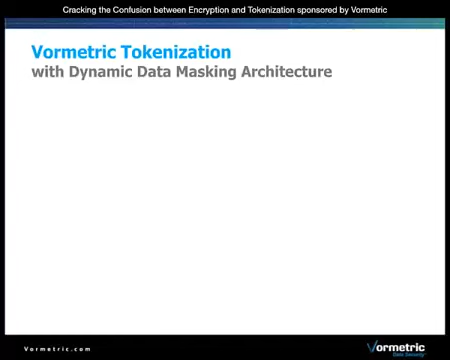 Cracking the Confusion between Encryption and Tokenization sponsored by Vormetric
Vormetric Tokenization
with Dynamic Data Masking Architecture
Vormetric.com
Vormetric
Data Security